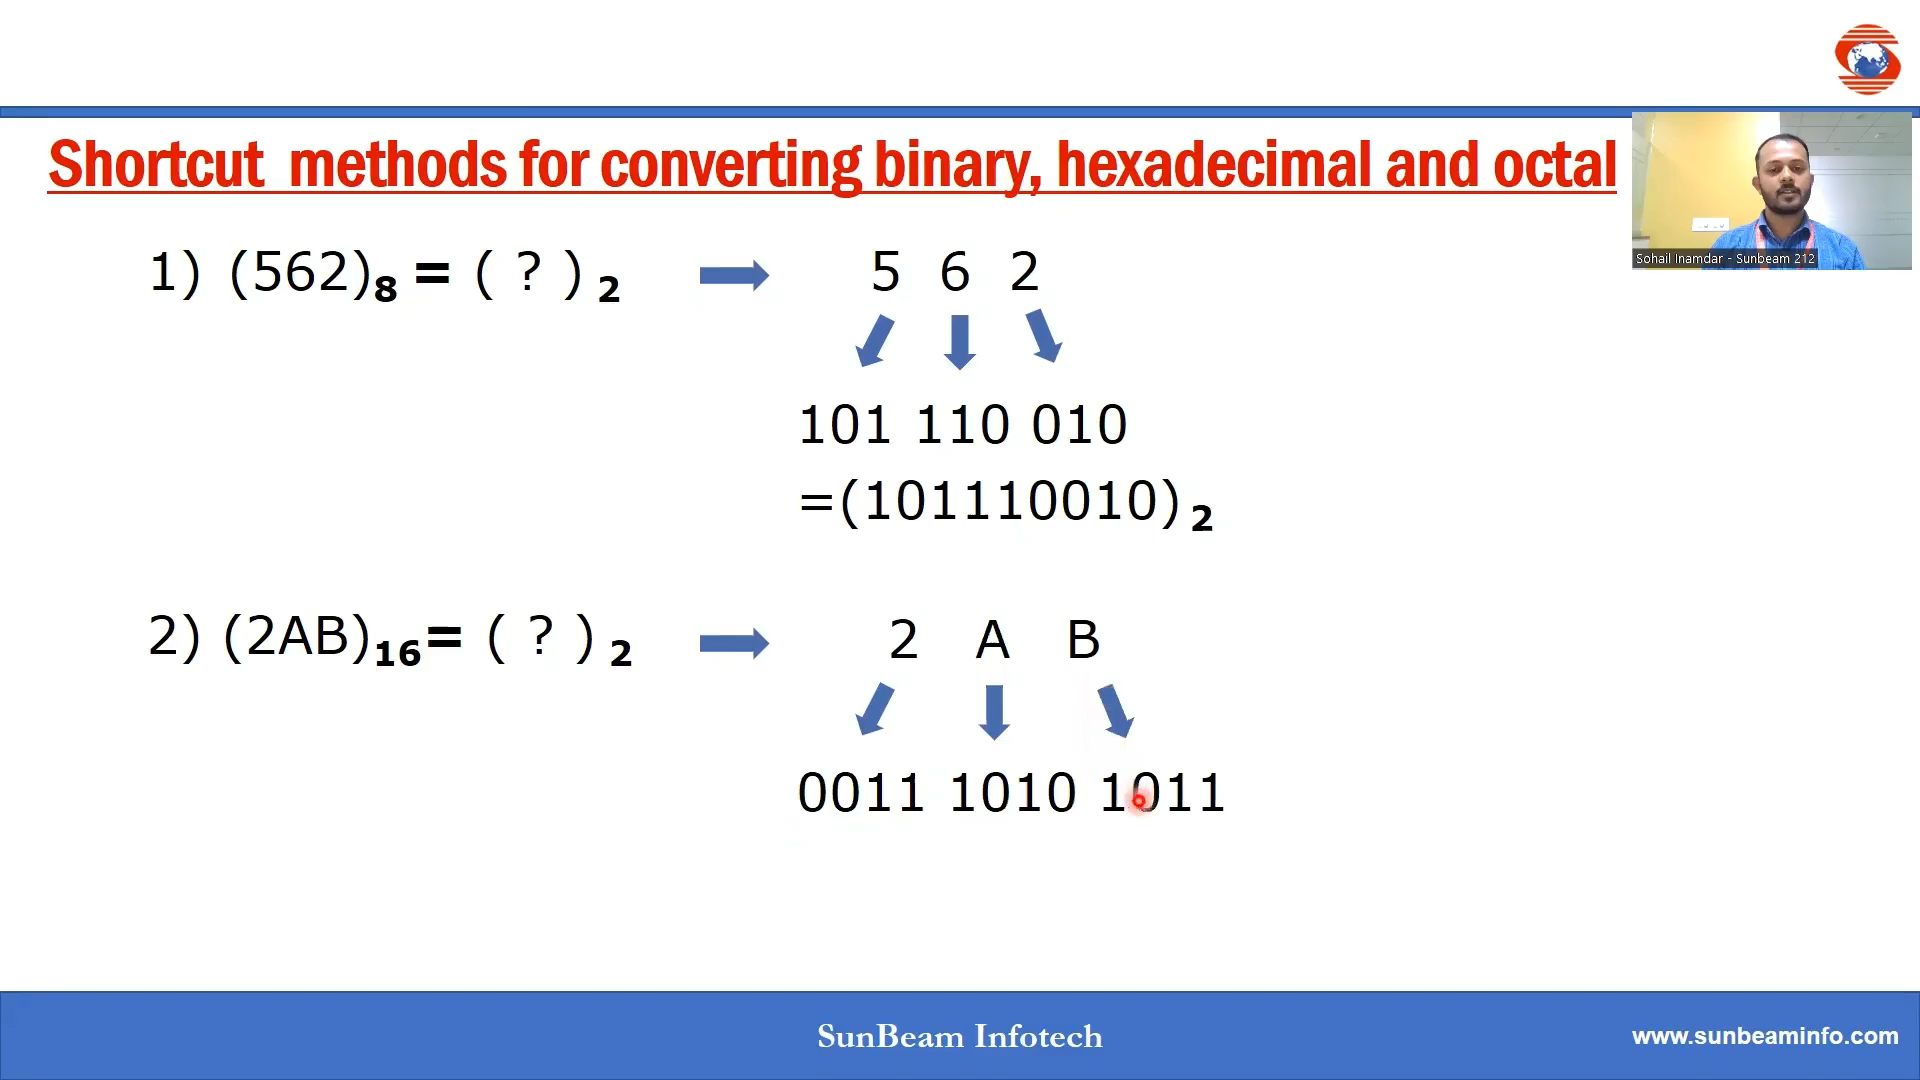 Shortcut methods for converting binary, hexadecimal and octal
Sohail Inamdar - Sunbeam 212
1) (562)8 = ( ? ) 2
5 6 2
101 110 010
=(101110010) 2
2) (2AB)16= ( ? ) 2
2 A B
0011 1010 1011
SunBeam Infotech
www.sunbeaminfo.com